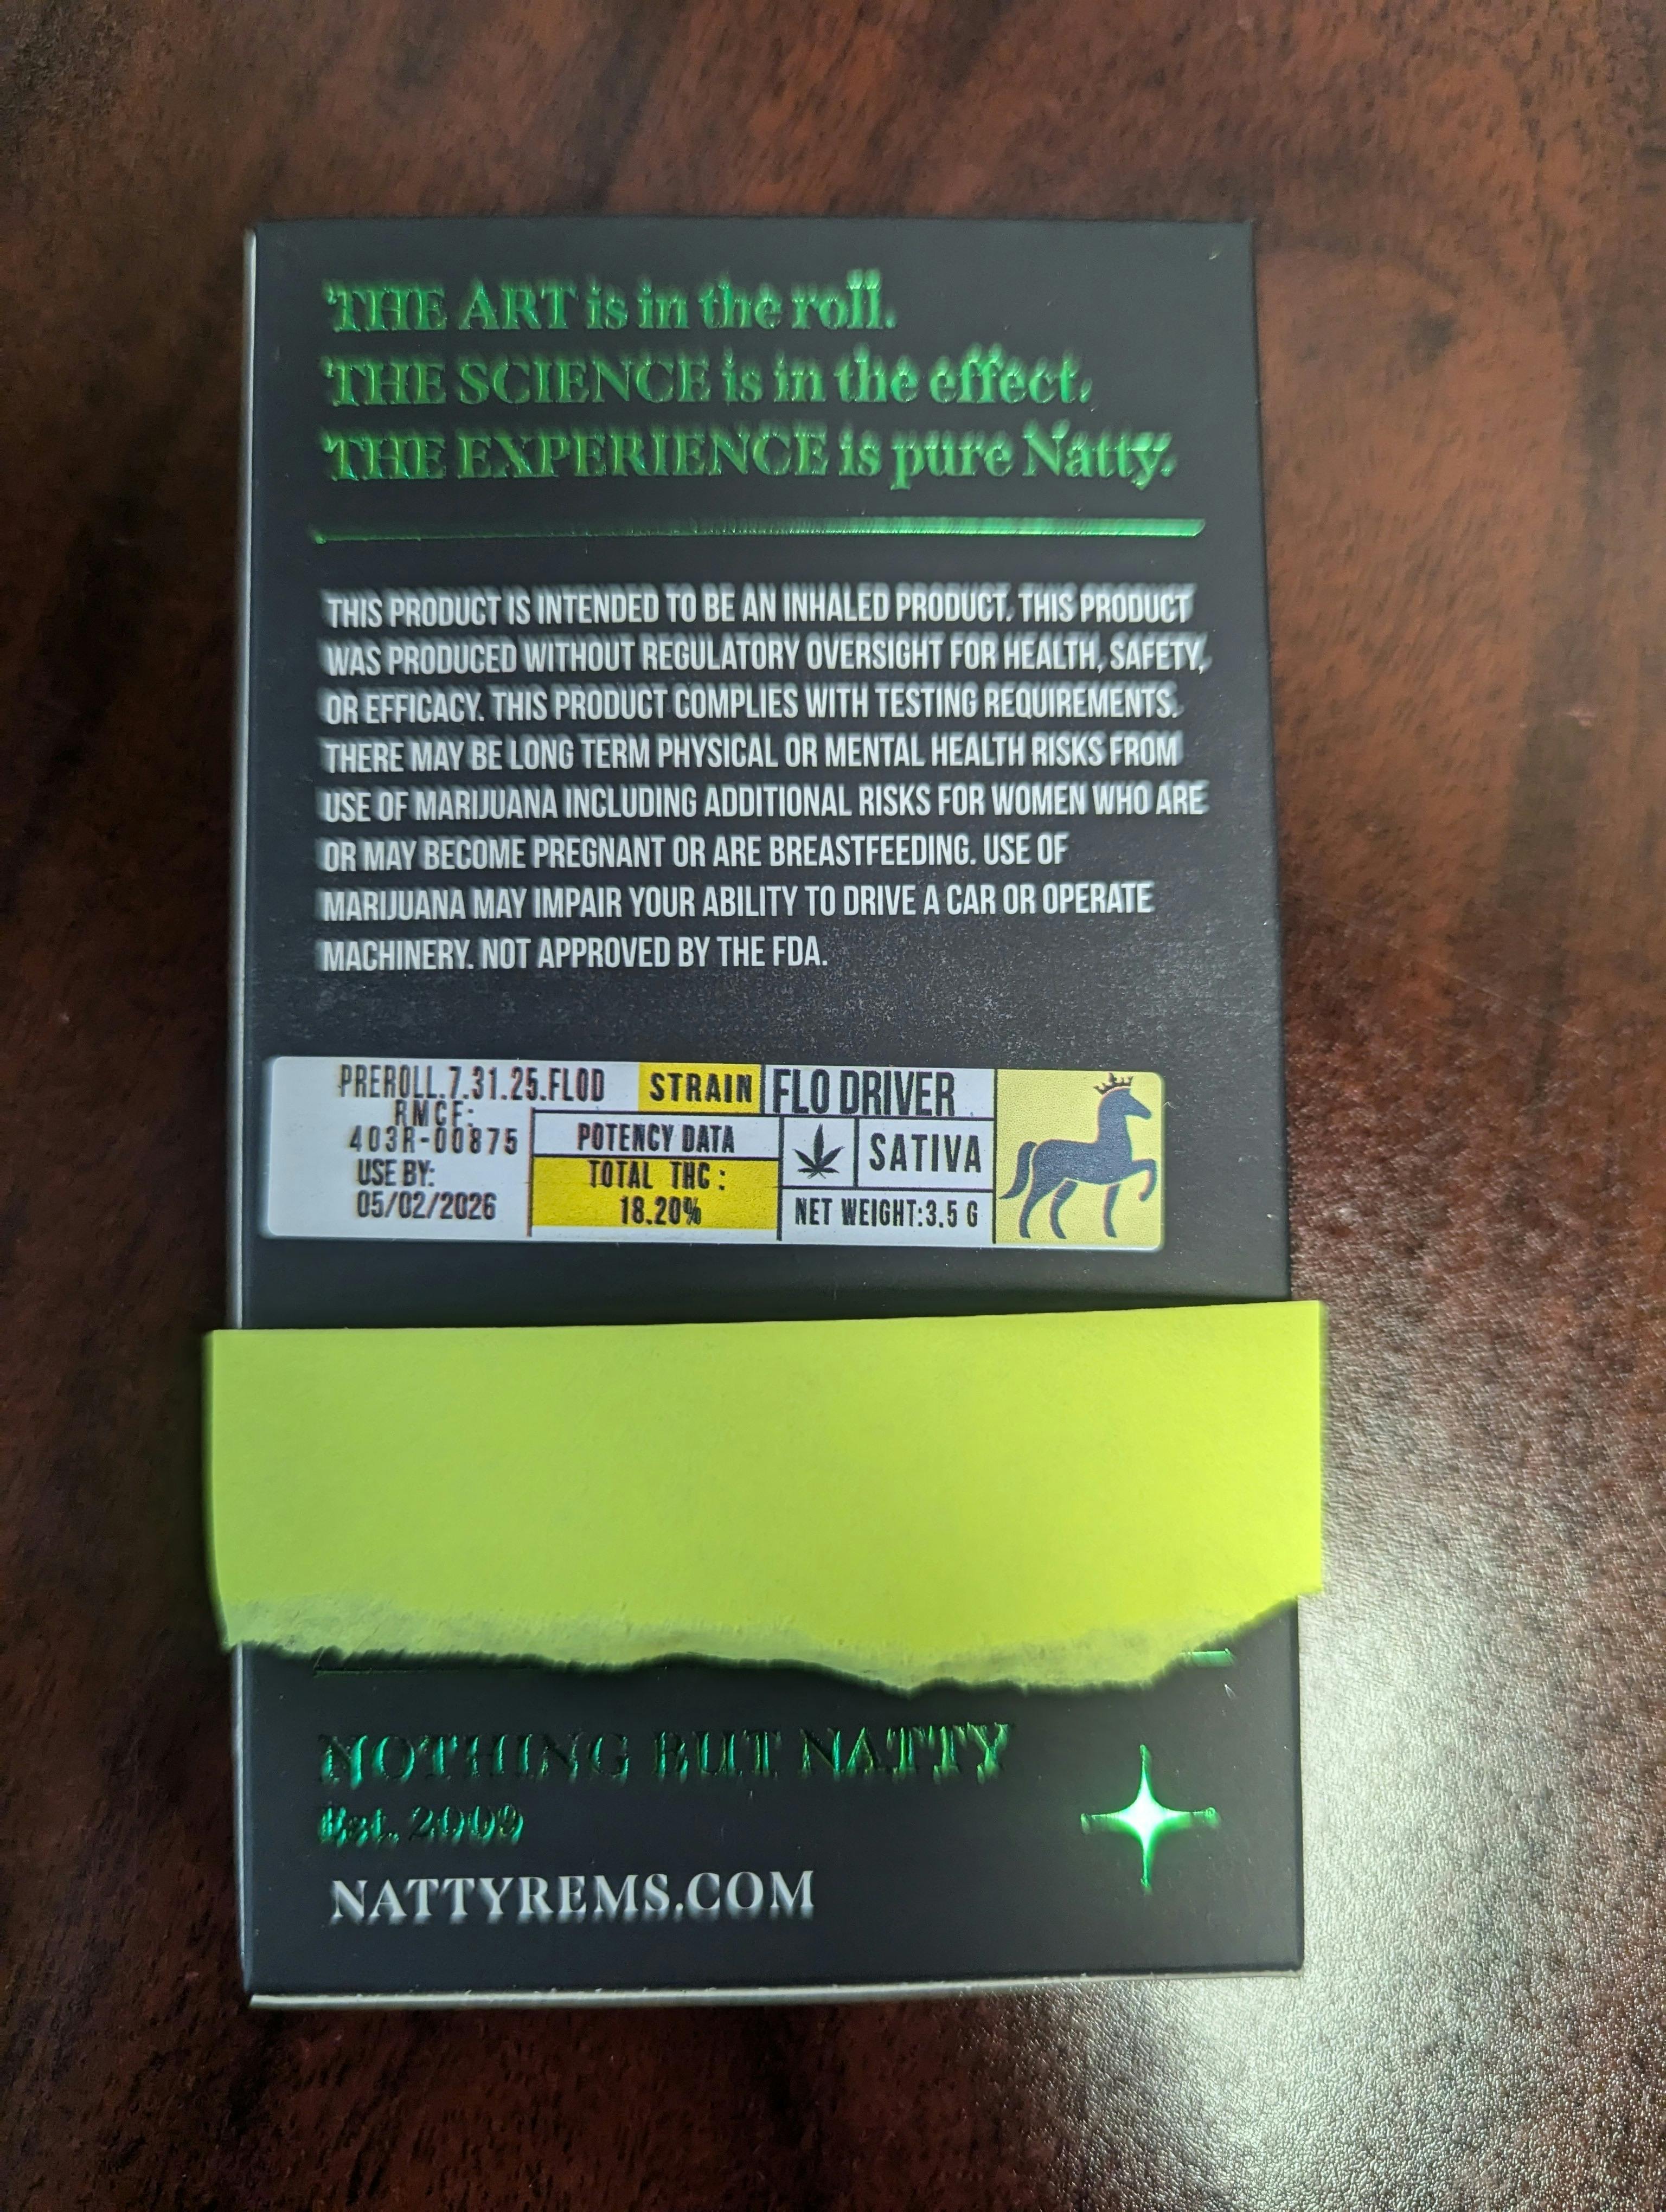 THE ART is in the roll.
THE SCIENCE is in the effect.
THE EXPERIENCE is pure Natty.
THIS PRODUCT IS INTENDED TO BE AN INHALED PRODUCT. THIS PRODUCT
WAS PRODUCED WITHOUT REGULATORY OVERSIGHT FOR HEALTH, SAFETY,
OR EFFICACY. THIS PRODUCT COMPLIES WITH TESTING REQUIREMENTS.
THERE MAY BE LONG TERM PHYSICAL OR MENTAL HEALTH RISKS FROM
USE OF MARIJUANA INCLUDING ADDITIONAL RISKS FOR WOMEN WHO ARE
OR MAY BECOME PREGNANT OR ARE BREASTFEEDING. USE OF
MARIJUANA MAY IMPAIR YOUR ABILITY TO DRIVE A CAR OR OPERATE
MACHINERY. NOT APPROVED BY THE FDA.
PREROLL.7.31.25.FLOD
RMCF:
403R-00875
USE BY:
05/02/2026
STRAIN FLO DRIVER
POTENCY DATA
TOTAL THC:
18.20%
SATIVA
NET WEIGHT:3.5 G
NOTHING BUT NATTY
Est. 2009
NATTYREMS.COM